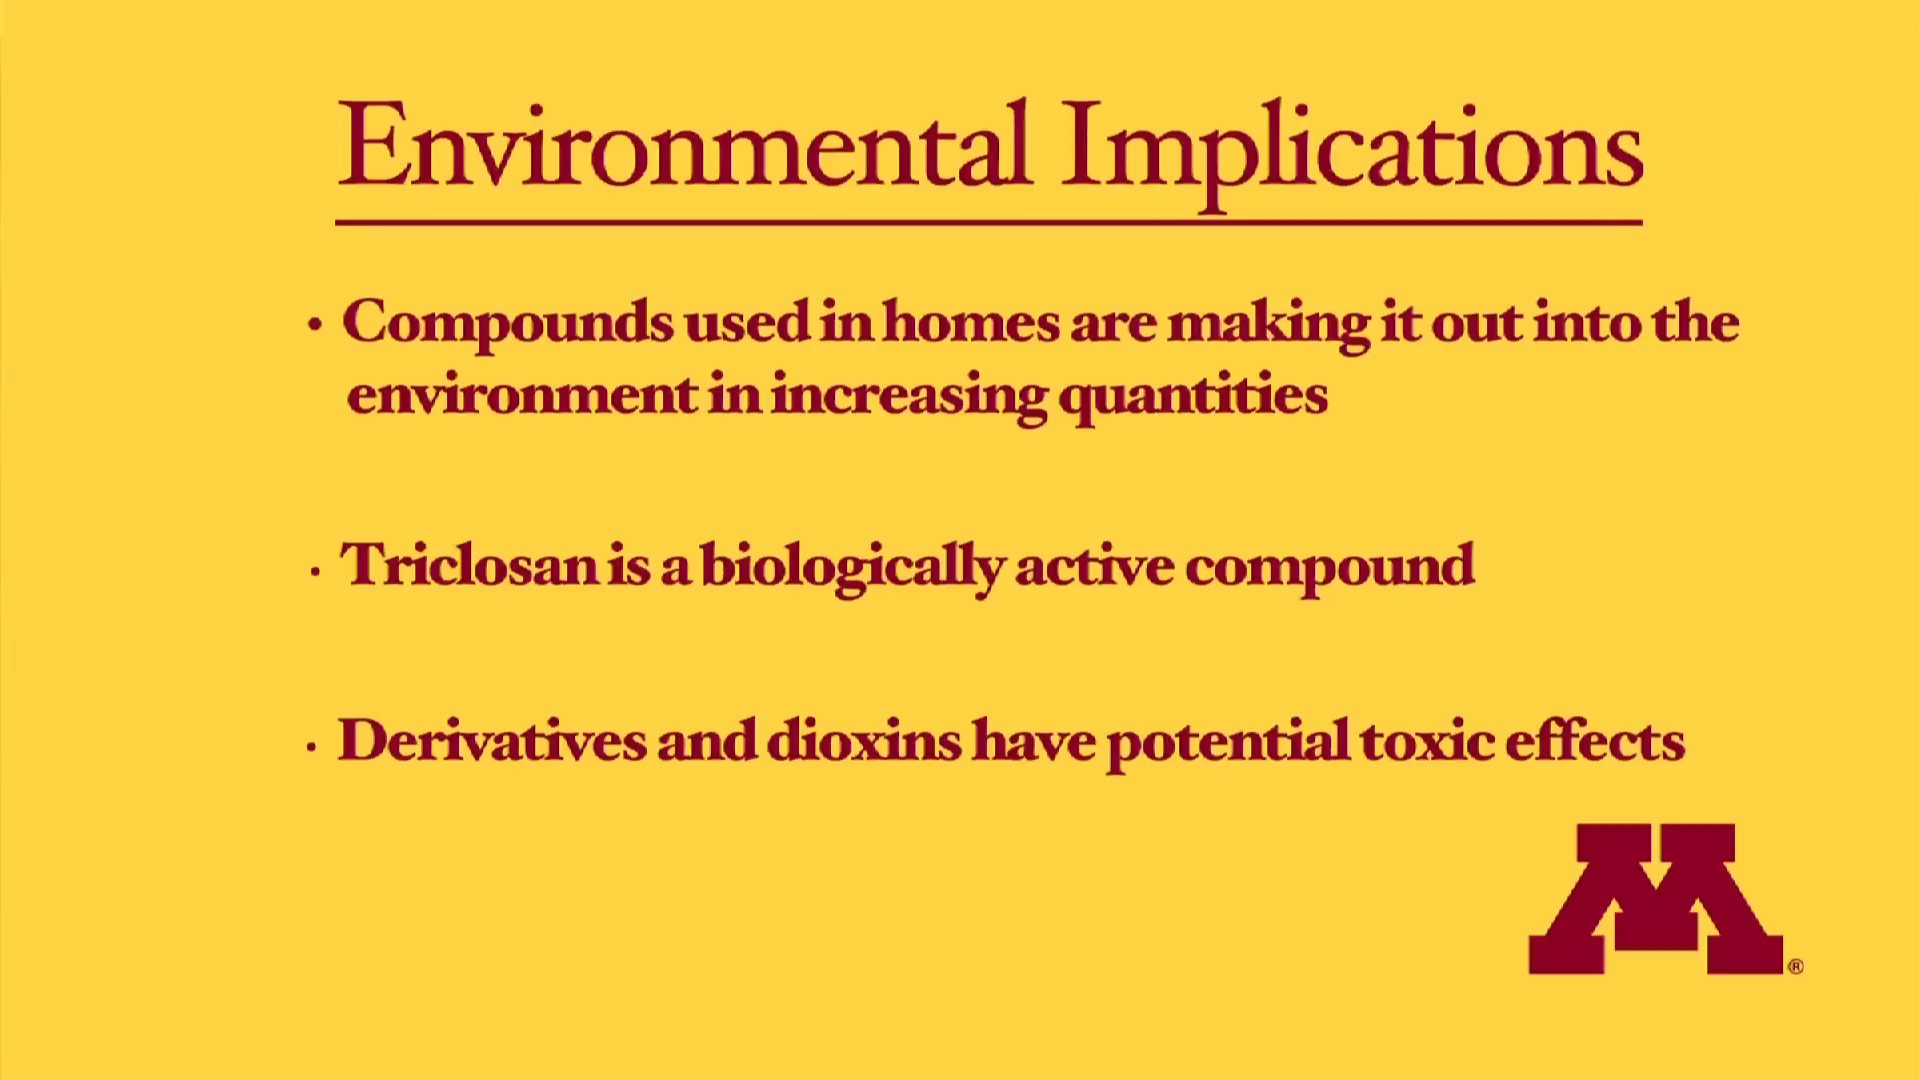 Environmental Implications
• Compounds used in homes are making it out into the
environment in increasing quantities
• Triclosan is a biologically active compound
• Derivatives and dioxins have potential toxic effects
M®